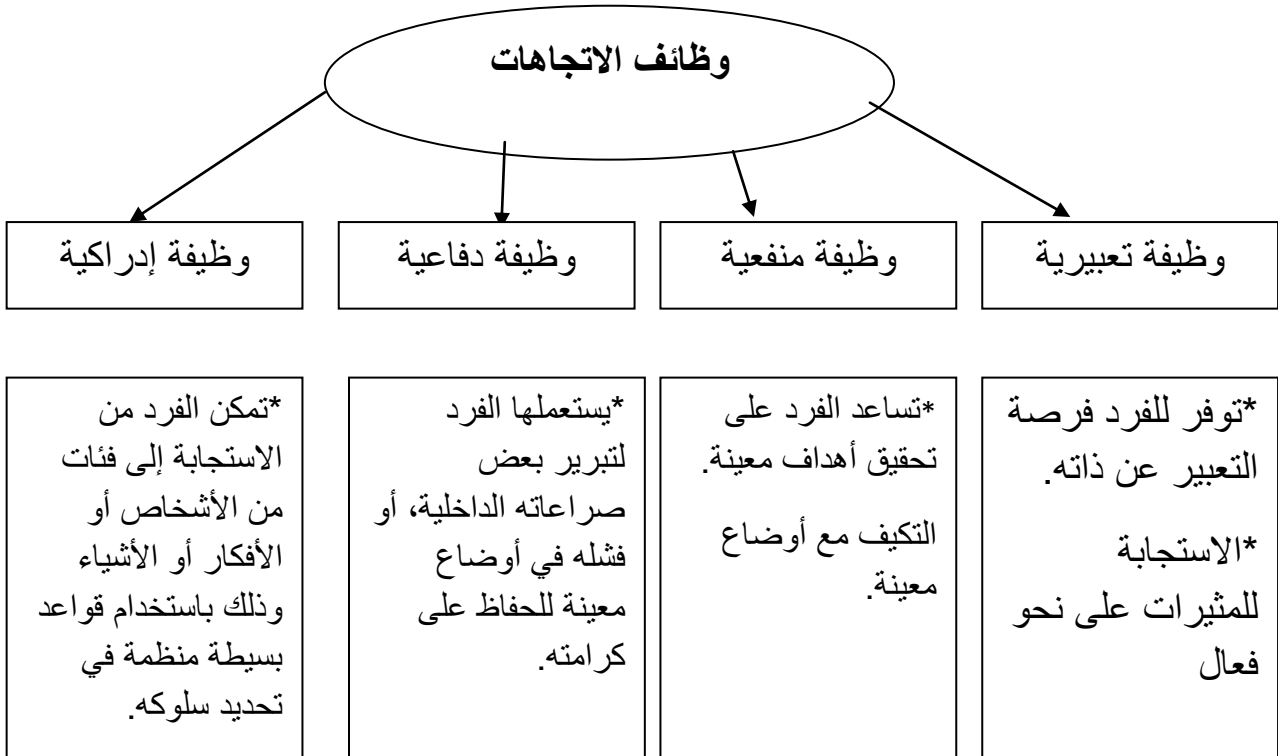 وظائف الاتجاهات
وظيفة تعبيرية
وظيفة منفعية
وظيفة دفاعية
وظيفة إدراكية
*توفر للفرد فرصة
التعبير عن ذاته.
*الاستجابة
للمثيرات على نحو
فعال
*تساعد الفرد على
تحقيق أهداف معينة.
التكيف مع أوضاع
معينة.
*يستعملها الفرد
لتبرير بعض
صراعاته الداخلية، أو
فشله في أوضاع
معينة للحفاظ على
كرامته.
*تمكن الفرد من
الاستجابة إلى فئات
من الأشخاص أو
الأفكار أو الأشياء
وذلك باستخدام قواعد
بسيطة منظمة في
تحديد سلوكه.